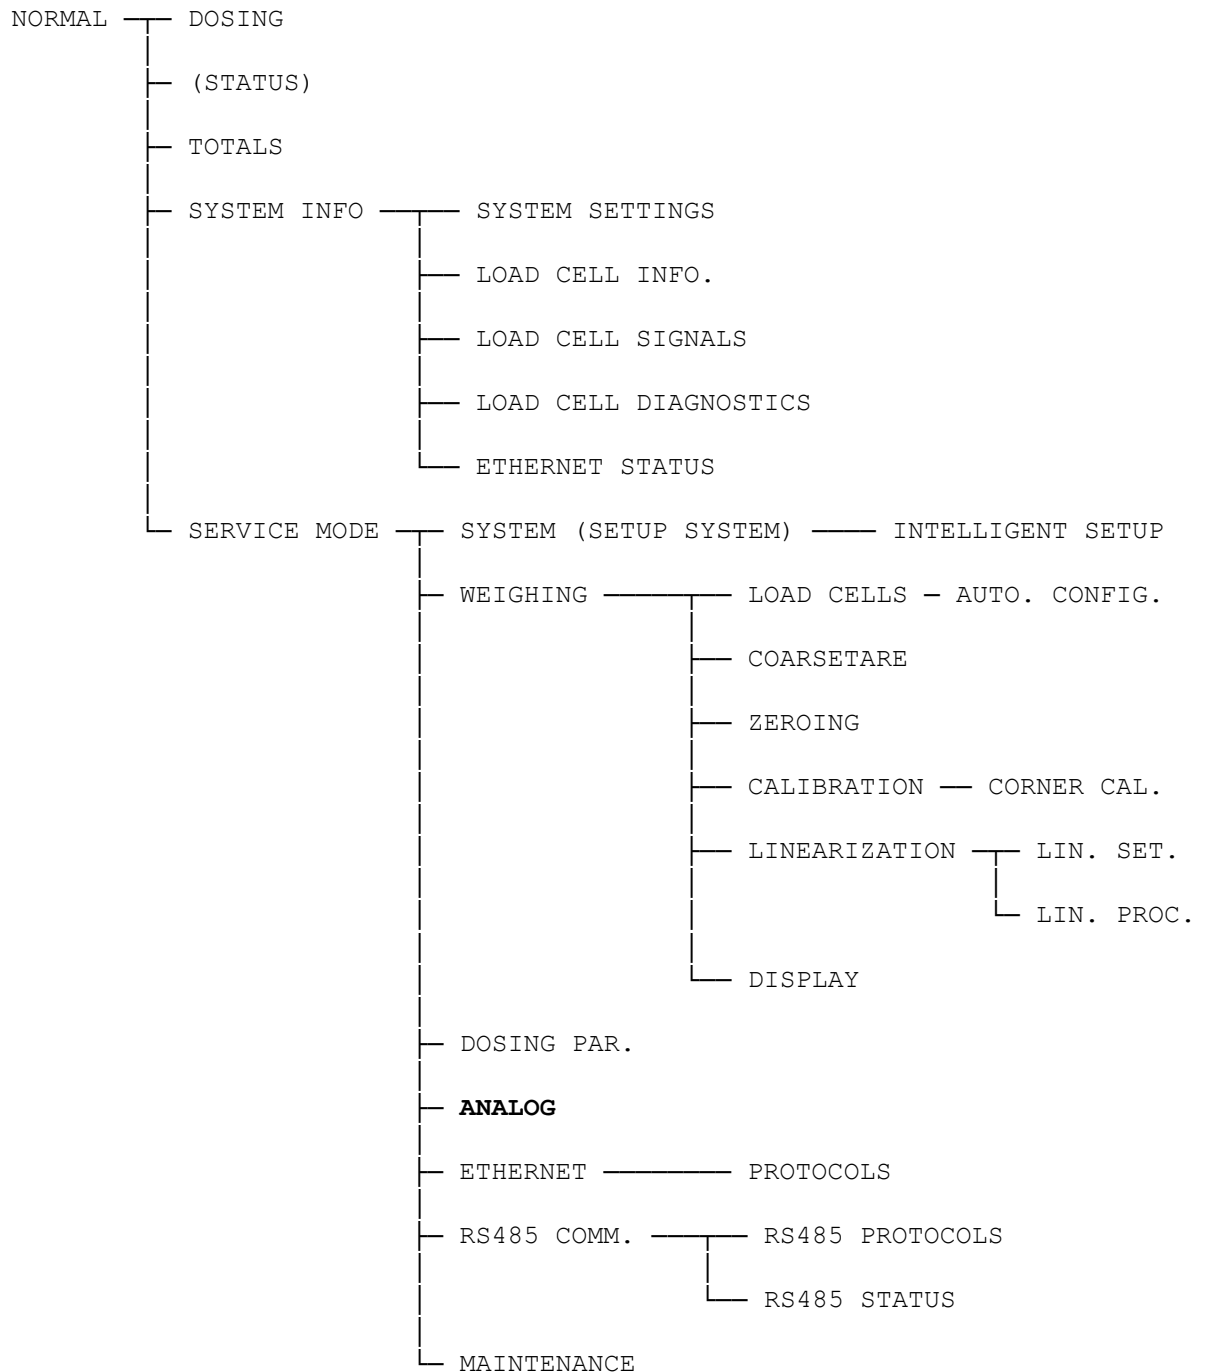 NORMAL DOSING
(STATUS)
TOTALS
SYSTEM INFO SYSTEM SETTINGS
LOAD CELL INFO.
LOAD CELL SIGNALS
LOAD CELL DIAGNOSTICS
ETHERNET STATUS
SERVICE MODE SYSTEM (SETUP SYSTEM) INTELLIGENT SETUP
WEIGHING LOAD CELLS AUTO. CONFIG.
COARSETARE
ZEROING
CALIBRATION CORNER CAL.
LINEARIZATION LIN. SET.
LIN. PROC.
DISPLAY
DOSING PAR.
ANALOG
ETHERNET PROTOCOLS
RS485 COMM. RS485 PROTOCOLS
RS485 STATUS
MAINTENANCE